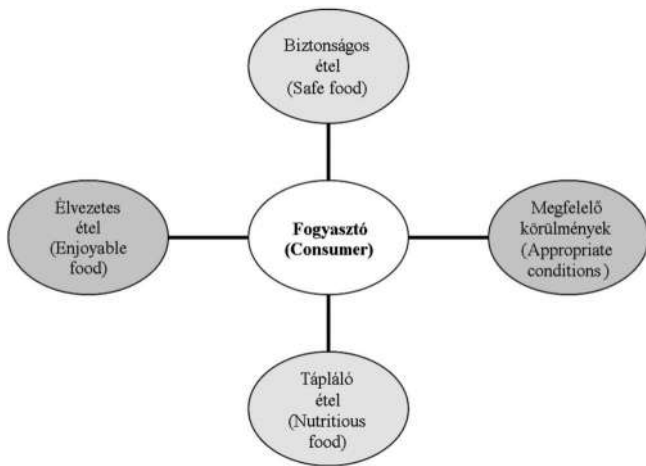 Biztonságos
étel
(Safe food)
Élvezetes
étel
(Enjoyable
food)
Fogyasztó
(Consumer)
Megfelelő
körülmények
(Appropriate
conditions )
Tápláló
étel
(Nutritious
food)